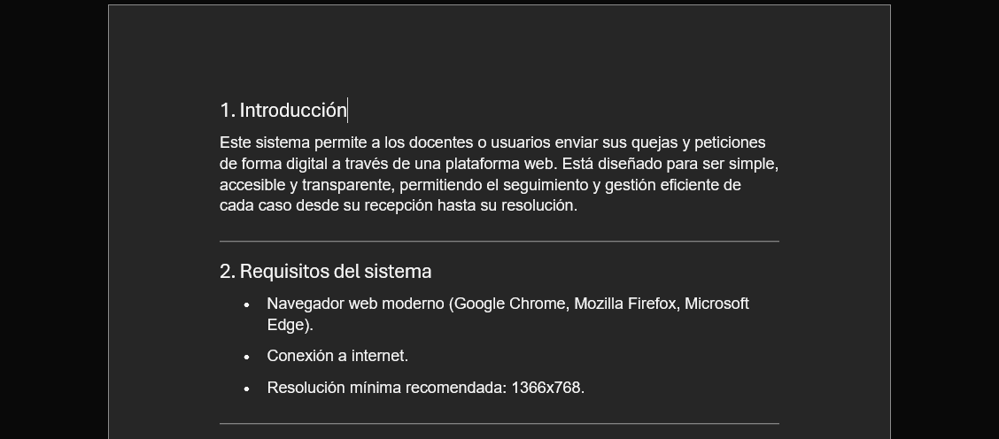 1. Introducción
Este sistema permite a los docentes o usuarios enviar sus quejas y peticiones
de forma digital a través de una plataforma web. Está diseñado para ser simple,
accesible y transparente, permitiendo el seguimiento y gestión eficiente de
cada caso desde su recepción hasta su resolución.
2. Requisitos del sistema
• Navegador web moderno (Google Chrome, Mozilla Firefox, Microsoft
Edge).
• Conexión a internet.
• Resolución mínima recomendada: 1366x768.